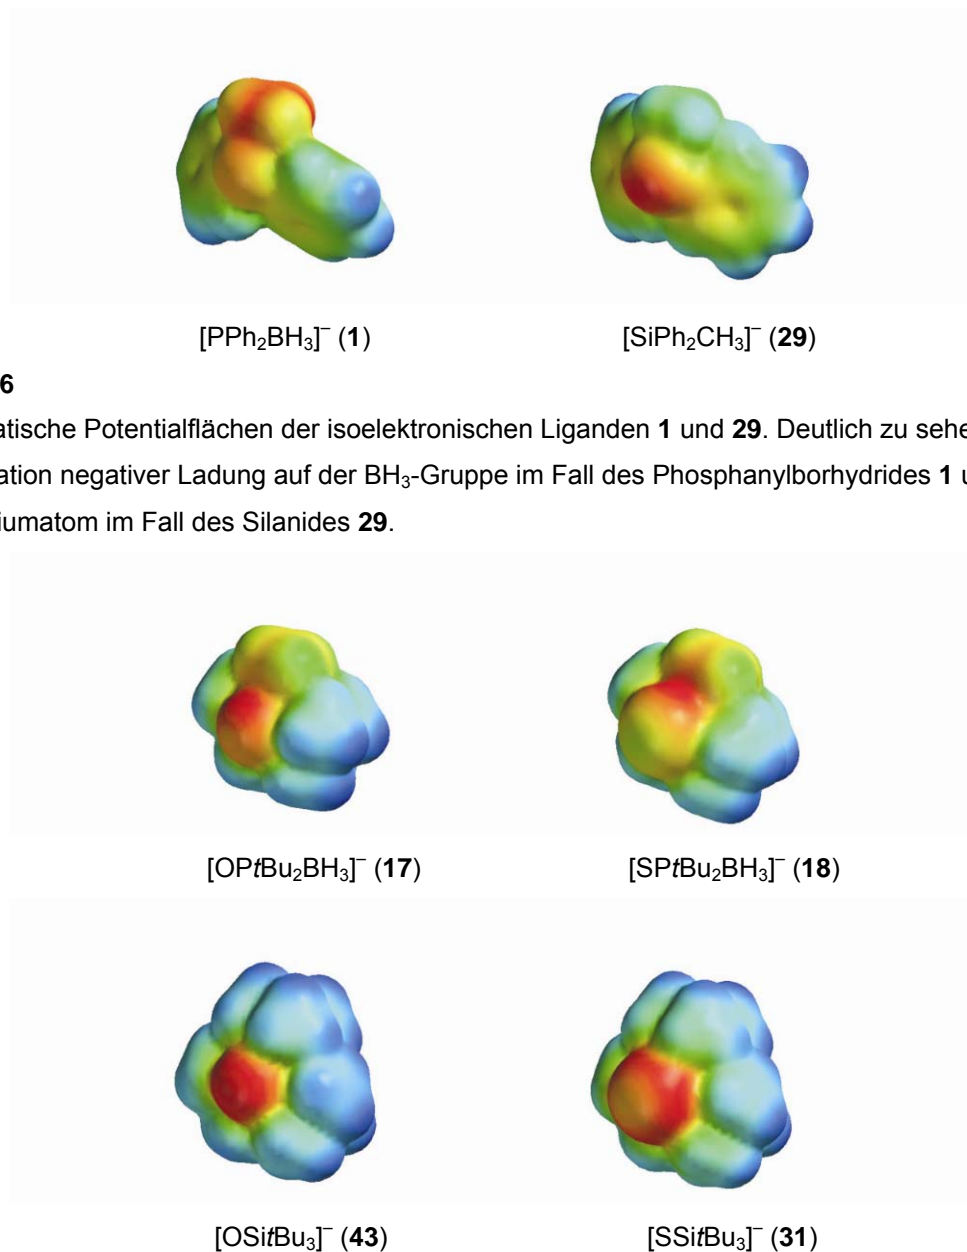 [PPh₂BH₃]⁻ (1) [SiPh₂CH₃]⁻ (29)
6
atische Potentialflächen der isoelektronischen Liganden 1 und 29. Deutlich zu sehe
ation negativer Ladung auf der BH₃-Gruppe im Fall des Phosphanylborhydrides 1 u
iumatom im Fall des Silanides 29.
[OPtBu₂BH₃]⁻ (17) [SPtBu₂BH₃]⁻ (18)
[OSitBu₃]⁻ (43) [SSitBu₃]⁻ (31)